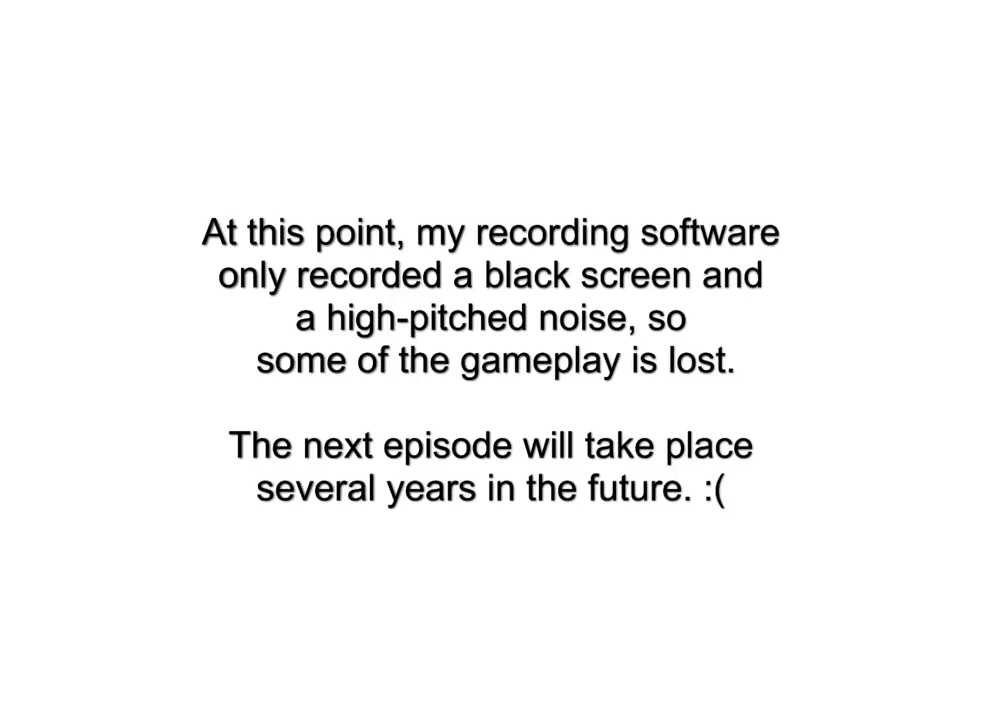 At this point, my recording software
only recorded a black screen and
a high-pitched noise, so
some of the gameplay is lost.
The next episode will take place
several years in the future. :(